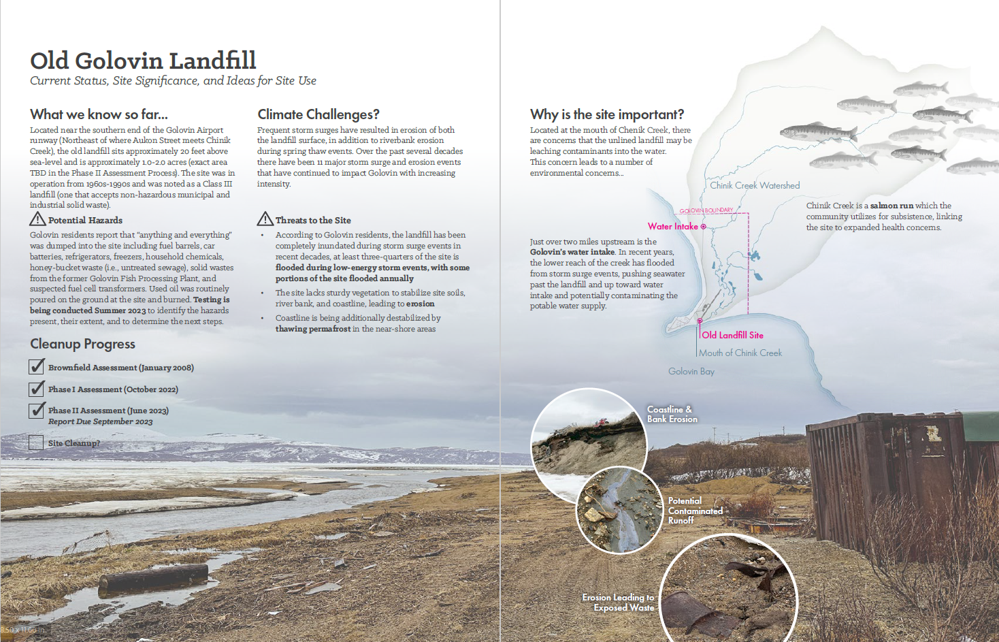 Old Golovin Landfill
Current Status, Site Significance, and Ideas for Site Use
What we know so far...
Located near the southern end of the Golovin Airport
runway (Northeast of where Aukon Street meets Chinik
Creek), the old landfill sits approximately 20 feet above
sea-level and is approximately 1.0-2.0 acres (exact area
TBD in the Phase II Assessment Process). The site was in
operation from 1960s-1990s and was noted as a Class III
landfill (one that accepts non-hazardous municipal and
industrial solid waste).
Potential Hazards
Golovin residents report that “anything and everything”
was dumped into the site including fuel barrels, car
batteries, refrigerators, freezers, household chemicals,
honey-bucket waste (i.e., untreated sewage), solid wastes
from the former Golovin Fish Processing Plant, and
suspected fuel cell transformers. Used oil was routinely
poured on the ground at the site and burned. Testing is
being conducted Summer 2023 to identify the hazards
present, their extent, and to determine the next steps.
Cleanup Progress
Brownfield Assessment (January 2008)
Phase I Assessment (October 2022)
Phase II Assessment (June 2023)
Report Due September 2023
Site Cleanup?
Climate Challenges?
Frequent storm surges have resulted in erosion of both
the landfill surface, in addition to riverbank erosion
during spring thaw events. Over the past several decades
there have been 11 major storm surge and erosion events
that have continued to impact Golovin with increasing
intensity.
Threats to the Site
• According to Golovin residents, the landfill has been
completely inundated during storm surge events in
recent decades, at least three-quarters of the site is
flooded during low-energy storm events, with some
portions of the site flooded annually
• The site lacks sturdy vegetation to stabilize site soils,
river bank, and coastline, leading to erosion
• Coastline is being additionally destabilized by
thawing permafrost in the near-shore areas
Why is the site important?
Located at the mouth of Chenik Creek, there
are concerns that the unlined landfill may be
leaching contaminants into the water.
This concern leads to a number of
environmental concerns...
Chinik Creek Watershed
Chinik Creek is a salmon run which the
community utilizes for subsistence, linking
the site to expanded health concerns.
GOLOVIN BOUNDARY
Water Intake
Just over two miles upstream is the
Golovin’s water intake. In recent years,
the lower reach of the creek has flooded
from storm surge events, pushing seawater
past the landfill and up toward water
intake and potentially contaminating the
potable water supply.
Old Landfill Site
Mouth of Chinik Creek
Golovin Bay
Coastline &
Bank Erosion
Potential
Contaminated
Runoff
Erosion Leading to
Exposed Waste
8.50 x 11.00 in